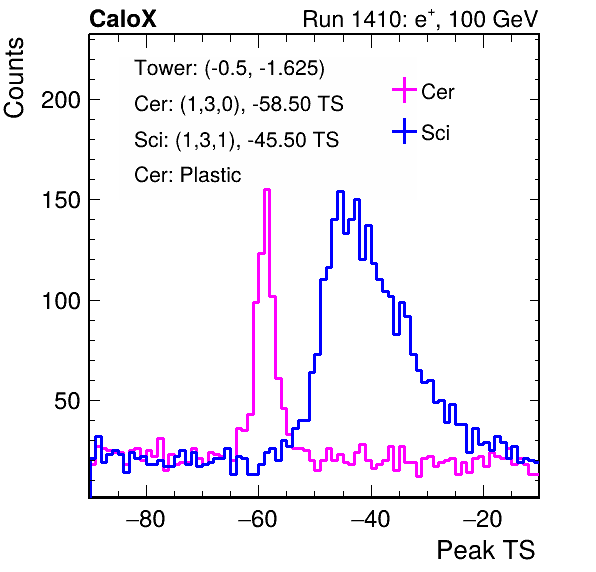 CaloX Run 1410: e⁺, 100 GeV
Counts
Tower: (-0.5, -1.625)
Cer: (1,3,0), -58.50 TS
Sci: (1,3,1), -45.50 TS
Cer: Plastic
Cer
Sci
200
150
100
50
−80 −60 −40 −20
Peak TS